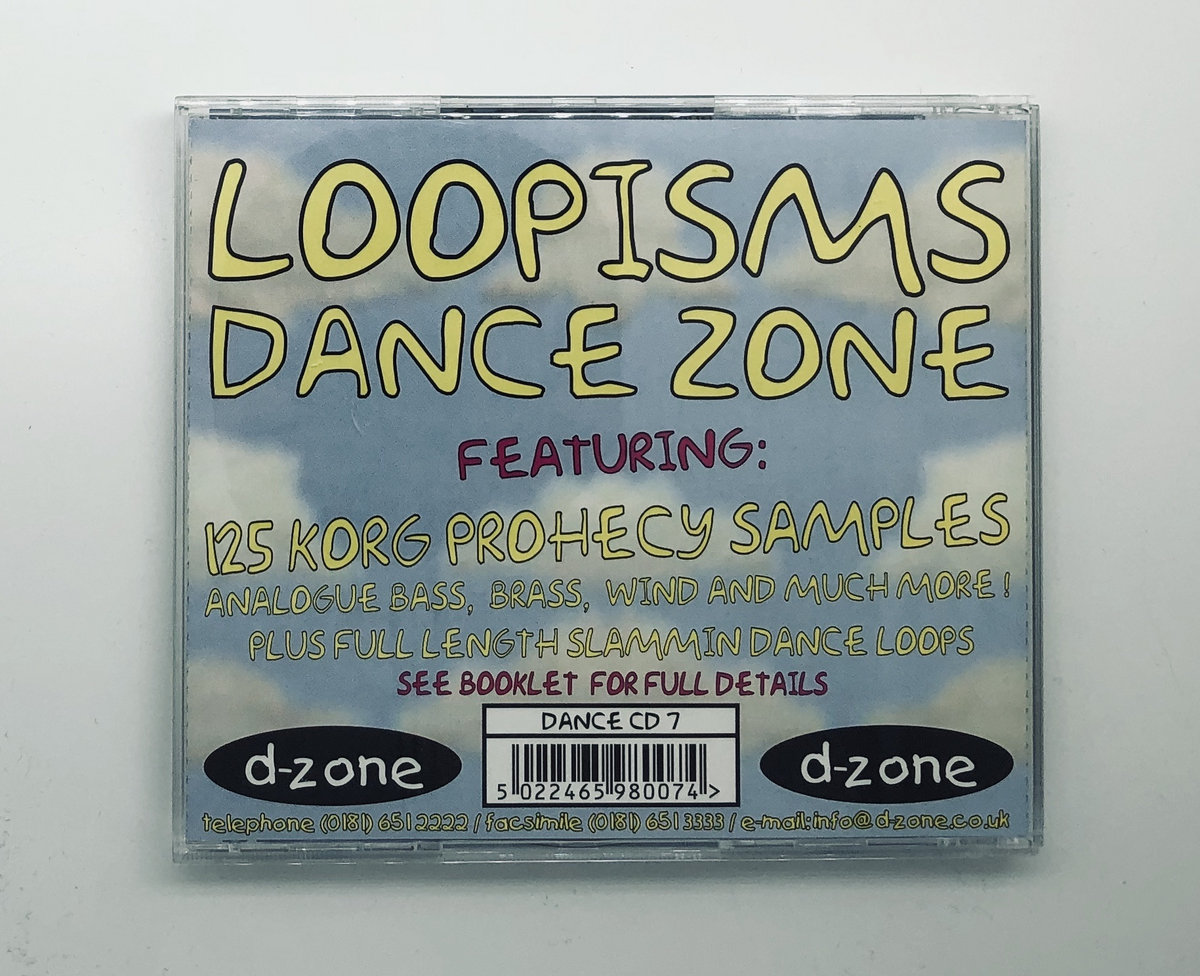 LOOPISMS
DANCE ZONE
FEATURING:
125 KORG PROHECY SAMPLES
ANALOGUE BASS, BRASS, WIND AND MUCH MORE!
PLUS FULL LENGTH SLAMMIN DANCE LOOPS
SEE BOOKLET FOR FULL DETAILS
DANCE CD 7
d-zone
5 022465 980074 >
d-zone
telephone (0181) 651 2222 / facsimile (0181) 651 3333 / e-mail:info@d-zone.co.uk